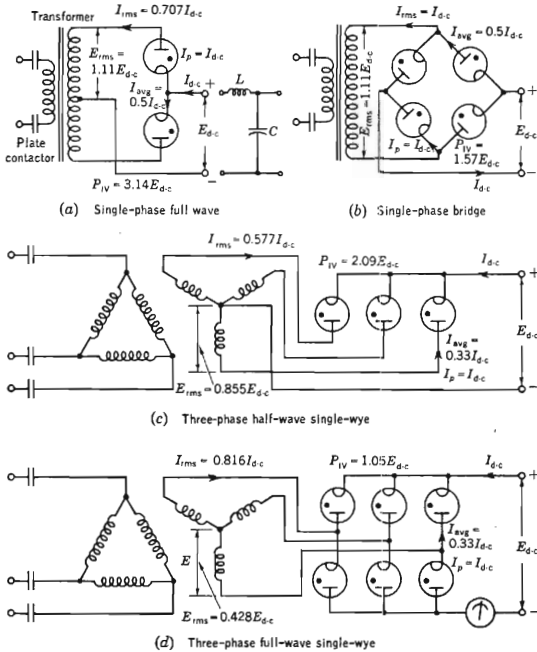 Transformer
I_rms = 0.707I_d-c
E_rms = 1.11E_d-c
I_p = I_d-c
I_avg = 0.5I_d-c
I_d-c
+
L
E_d-c
C
Plate contactor
−
P_IV = 3.14E_d-c
(a) Single-phase full wave
I_rms = I_d-c
I_avg = 0.5I_d-c
E_rms = 1.11E_d-c
+
E_d-c
I_p = I_d-c
P_IV = 1.57E_d-c
−
I_d-c
(b) Single-phase bridge
I_rms = 0.577I_d-c
P_IV = 2.09E_d-c
I_d-c
+
E_d-c
I_avg = 0.33I_d-c
I_p = I_d-c
E_rms = 0.855E_d-c
−
(c) Three-phase half-wave single-wye
I_rms = 0.816I_d-c
P_IV = 1.05E_d-c
I_d-c
+
I_avg = 0.33I_d-c
E_d-c
E
I_p = I_d-c
E_rms = 0.428E_d-c
−
(d) Three-phase full-wave single-wye